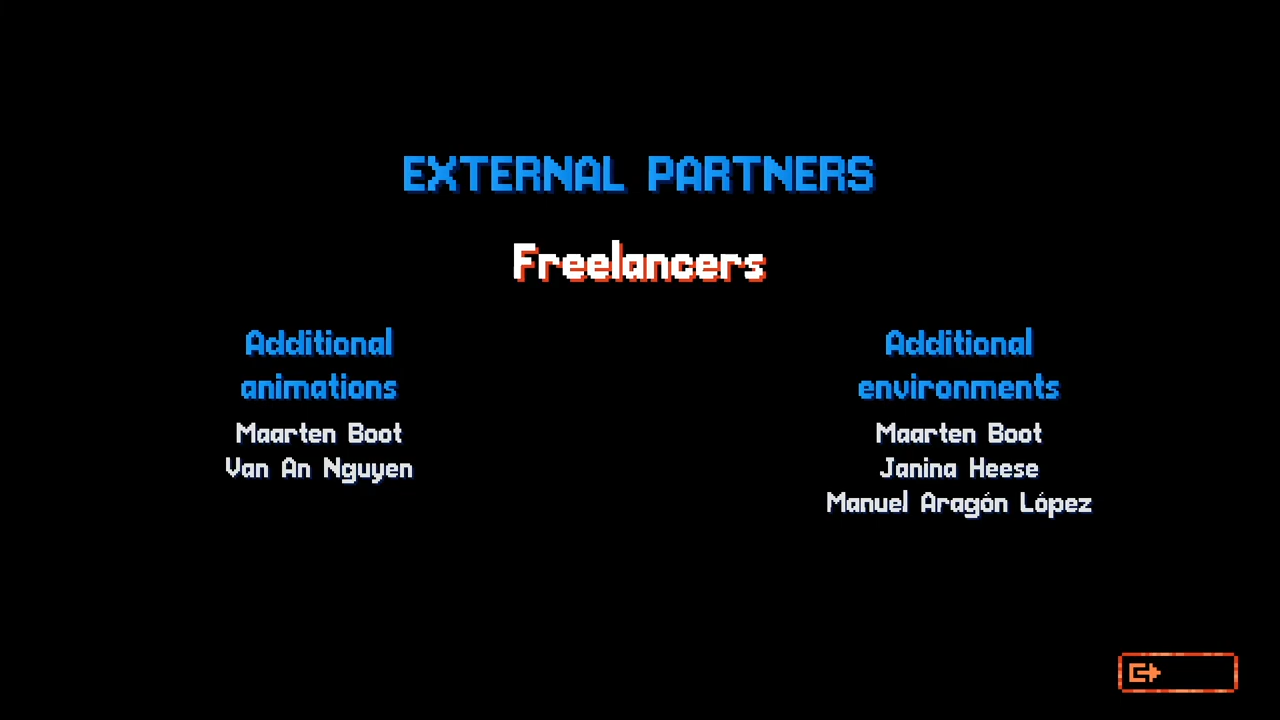 EXTERNAL PARTNERS
Freelancers
Additional
animations
Maarten Boot
Van An Nguyen
Additional
environments
Maarten Boot
Janina Heese
Manuel Aragón López